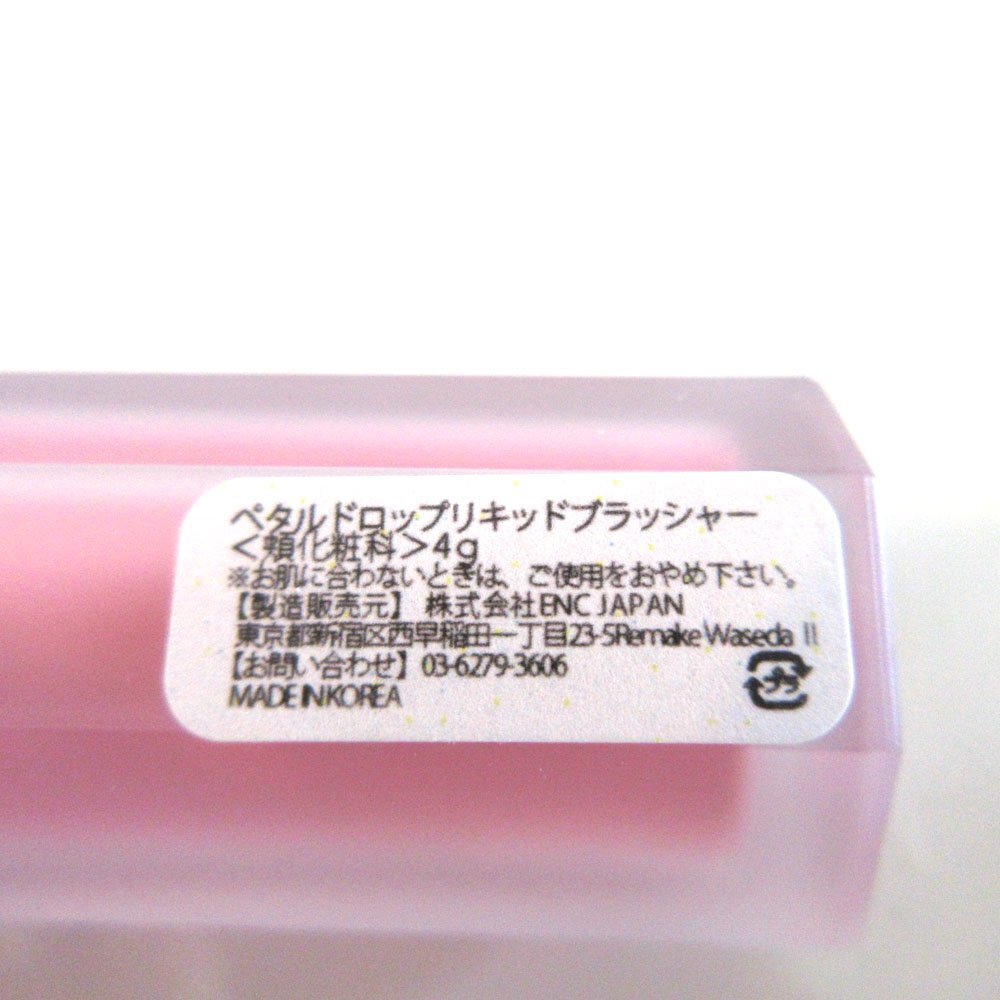 ペタルドロップリキッドブラッシャー
＜頬化粧料＞4g
※お肌に合わないときは、ご使用をおやめ下さい。
【製造販売元】 株式会社ENC JAPAN
東京都新宿区西早稲田一丁目23-5Remake Waseda Ⅱ
【お問い合わせ】03-6279-3606
MADE IN KOREA
プラ